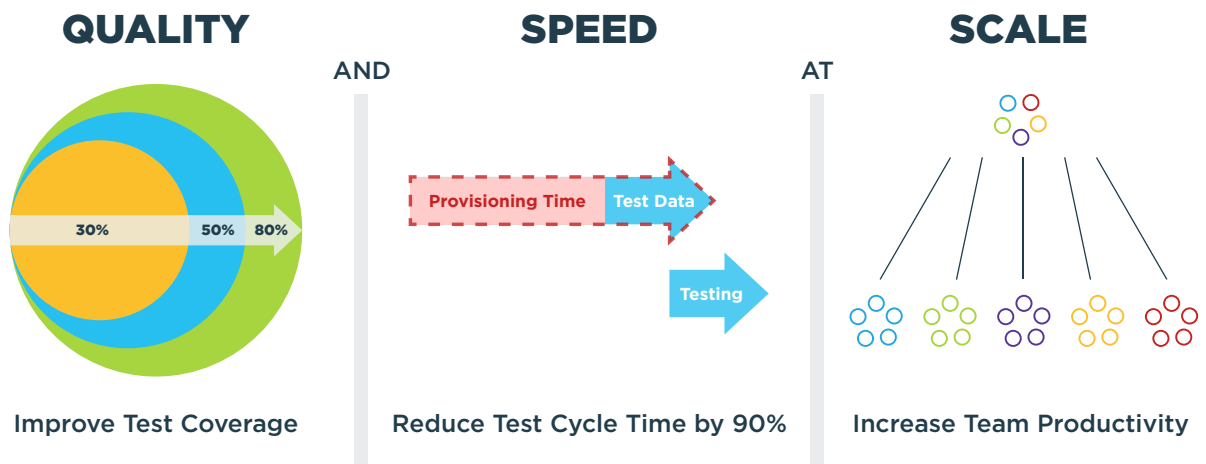 QUALITY
AND
SPEED
AT
SCALE
30%
50%
80%
Provisioning Time
Test Data
Testing
Improve Test Coverage
Reduce Test Cycle Time by 90%
Increase Team Productivity